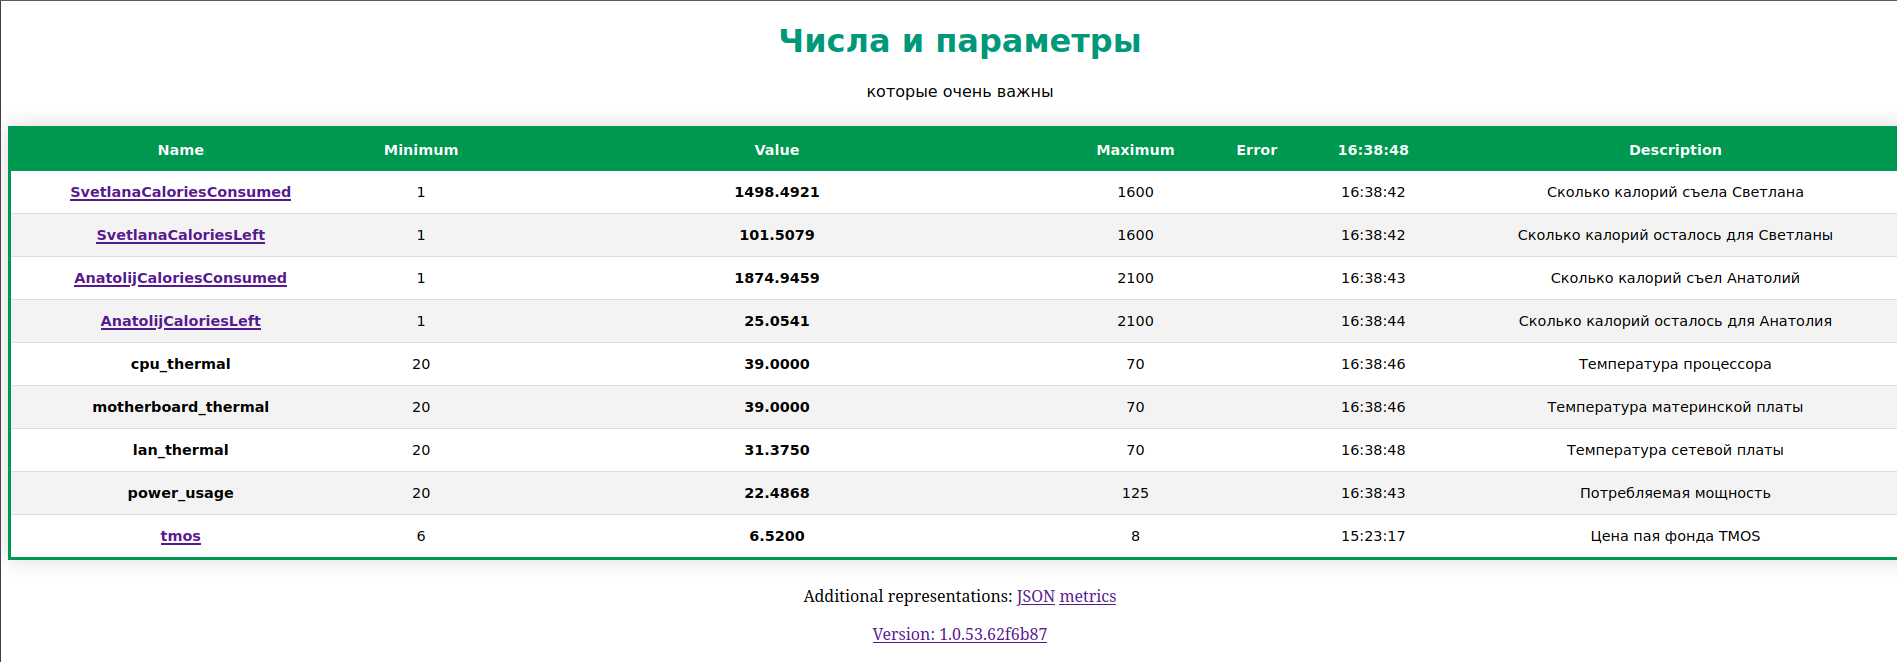 Числа и параметры
которые очень важны
Name Minimum Value Maximum Error 16:38:48 Description
SvetlanaCaloriesConsumed 1 1498.4921 1600 16:38:42 Сколько калорий съела Светлана
SvetlanaCaloriesLeft 1 101.5079 1600 16:38:42 Сколько калорий осталось для Светланы
AnatolijCaloriesConsumed 1 1874.9459 2100 16:38:43 Сколько калорий съел Анатолий
AnatolijCaloriesLeft 1 25.0541 2100 16:38:44 Сколько калорий осталось для Анатолия
cpu_thermal 20 39.0000 70 16:38:46 Температура процессора
motherboard_thermal 20 39.0000 70 16:38:46 Температура материнской платы
lan_thermal 20 31.3750 70 16:38:48 Температура сетевой платы
power_usage 20 22.4868 125 16:38:43 Потребляемая мощность
tmos 6 6.5200 8 15:23:17 Цена пая фонда TMOS
Additional representations: JSON metrics
Version: 1.0.53.62f6b87